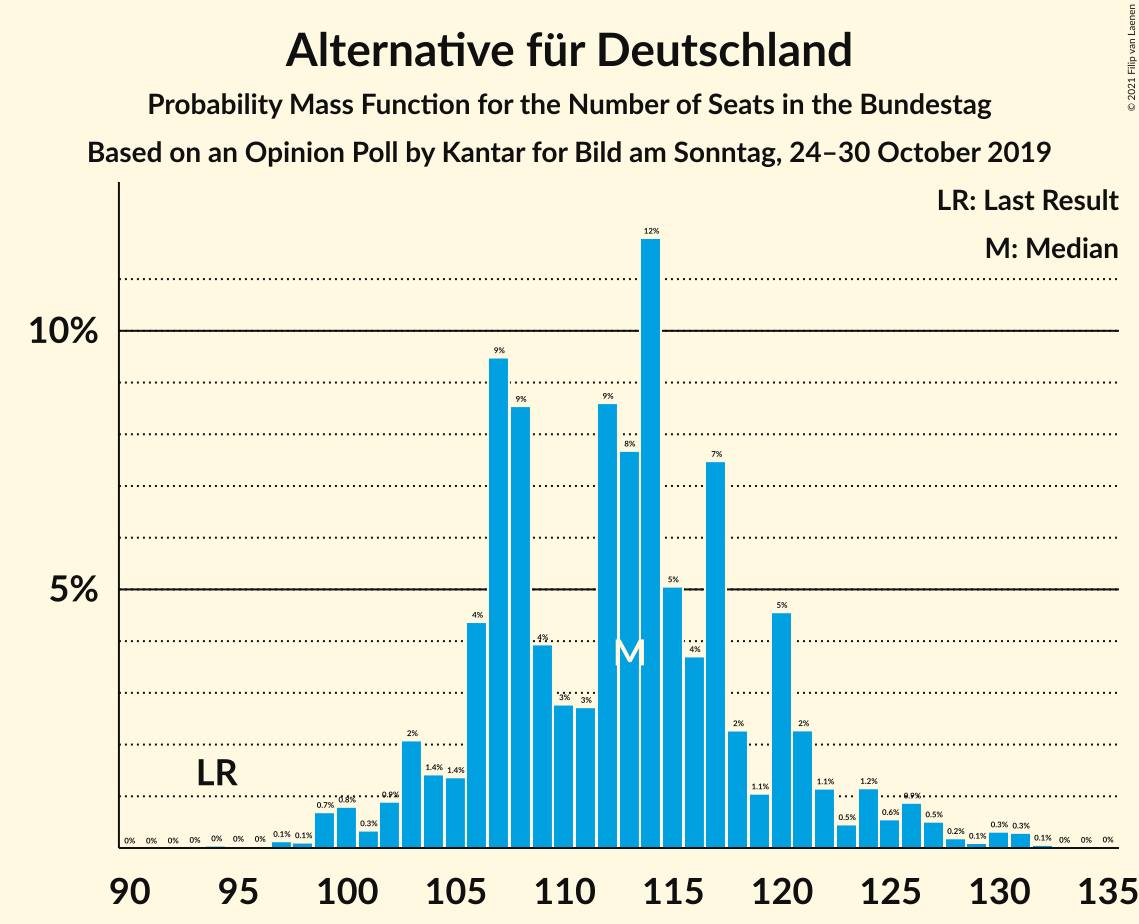 Alternative für Deutschland
Probability Mass Function for the Number of Seats in the Bundestag
Based on an Opinion Poll by Kantar for Bild am Sonntag, 24–30 October 2019
© 2021 Filip van Laenen
LR: Last Result
M: Median
10%
5%
0% 0% 0% 0% 0% 0% 0% 0.1% 0.1% 0.7% 0.8% 0.3% 0.9% 2% 1.4% 1.4% 4% 9% 9% 4% 3% 3% 9% 8% 12% 5% 4% 7% 2% 1.1% 5% 2% 1.1% 0.5% 1.2% 0.6% 0.9% 0.5% 0.2% 0.1% 0.3% 0.3% 0.1% 0% 0% 0%
M
LR
90 95 100 105 110 115 120 125 130 135